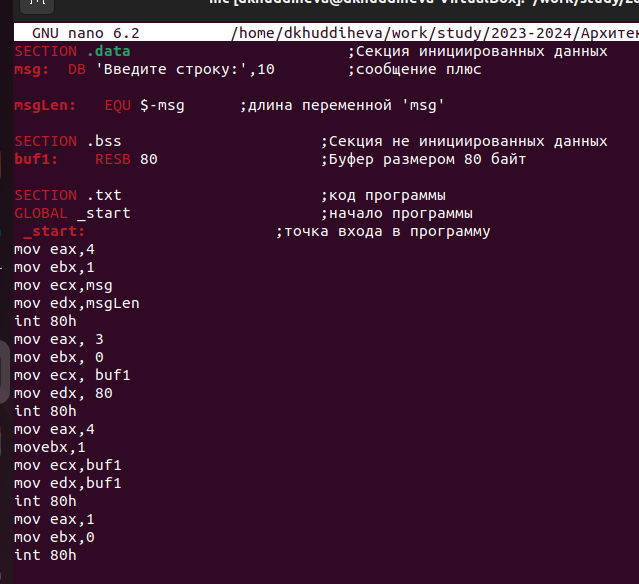 mc [dkhuddiheva@dkhuddiheva-VirtualBox]: ~/work/study/20
GNU nano 6.2 /home/dkhuddiheva/work/study/2023-2024/Архитек
SECTION .data ;Секция инициированных данных
msg: DB 'Введите строку:',10 ;сообщение плюс
msgLen: EQU $-msg ;длина переменной 'msg'
SECTION .bss ;Секция не инициированных данных
buf1: RESB 80 ;Буфер размером 80 байт
SECTION .txt ;код программы
GLOBAL _start ;начало программы
_start: ;точка входа в программу
mov eax,4
mov ebx,1
mov ecx,msg
mov edx,msgLen
int 80h
mov eax, 3
mov ebx, 0
mov ecx, buf1
mov edx, 80
int 80h
mov eax,4
movebx,1
mov ecx,buf1
mov edx,buf1
int 80h
mov eax,1
mov ebx,0
int 80h